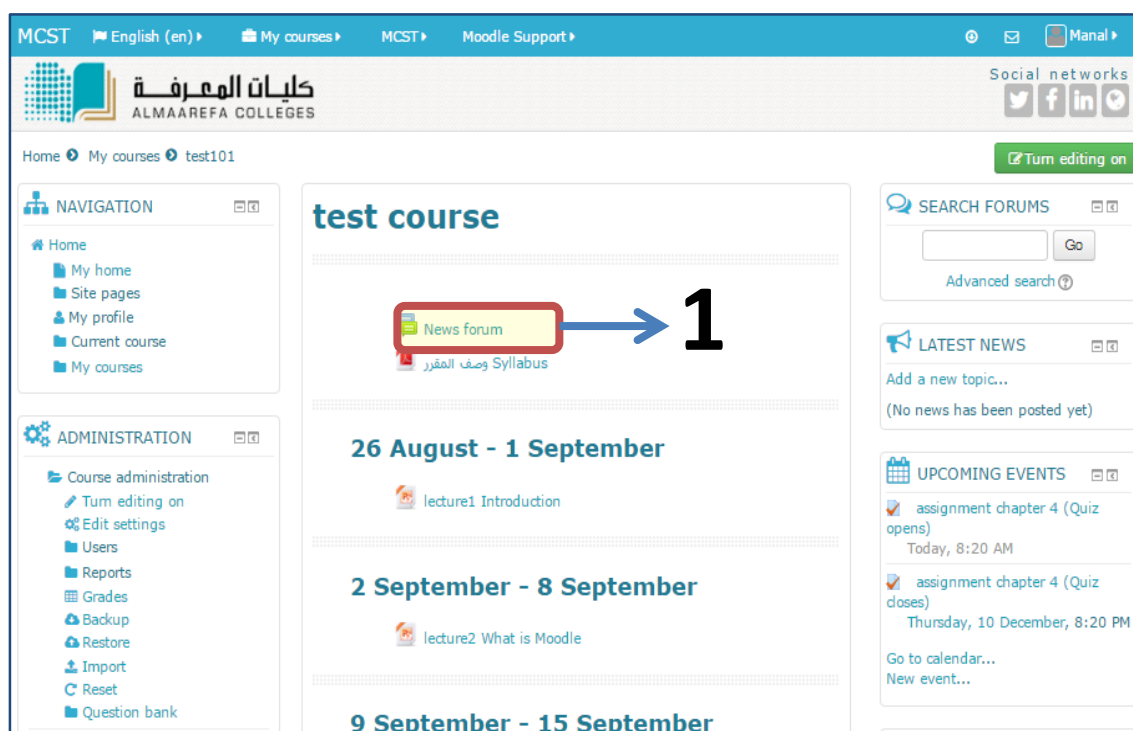 MCST English (en) My courses MCST Moodle Support Manal
كليات المعرفة
ALMAAREFA COLLEGES
Social networks
Home My courses test101
Turn editing on
NAVIGATION
Home
My home
Site pages
My profile
Current course
My courses
ADMINISTRATION
Course administration
Turn editing on
Edit settings
Users
Reports
Grades
Backup
Restore
Import
Reset
Question bank
test course
News forum
1
Syllabus وصف المقرر
26 August - 1 September
lecture1 Introduction
2 September - 8 September
lecture2 What is Moodle
9 September - 15 September
SEARCH FORUMS
Go
Advanced search
LATEST NEWS
Add a new topic...
(No news has been posted yet)
UPCOMING EVENTS
assignment chapter 4 (Quiz
opens)
Today, 8:20 AM
assignment chapter 4 (Quiz
closes)
Thursday, 10 December, 8:20 PM
Go to calendar...
New event...